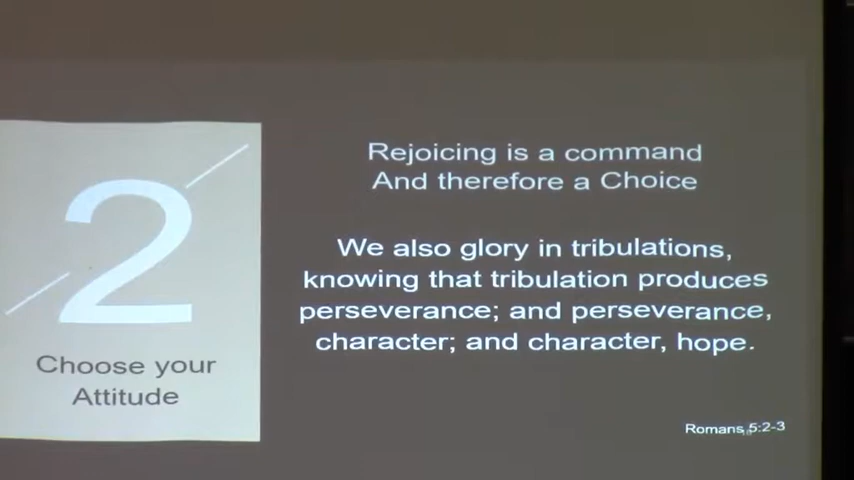 2
Choose your
Attitude
Rejoicing is a command
And therefore a Choice
We also glory in tribulations,
knowing that tribulation produces
perseverance; and perseverance,
character; and character, hope.
Romans 5:2-3